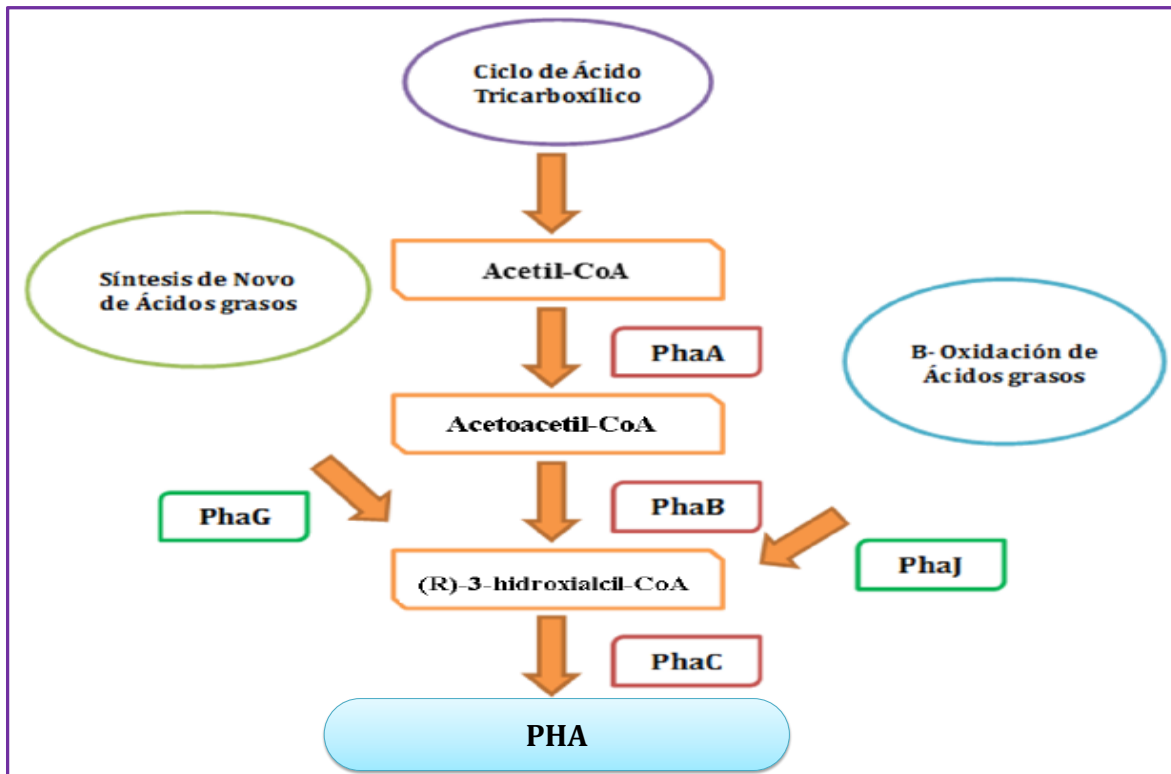 Ciclo de Ácido
Tricarboxílico
Acetil-CoA
Síntesis de Novo
de Ácidos grasos
PhaA
B- Oxidación de
Ácidos grasos
Acetoacetil-CoA
PhaG
PhaB
PhaJ
(R)-3-hidroxialcil-CoA
PhaC
PHA